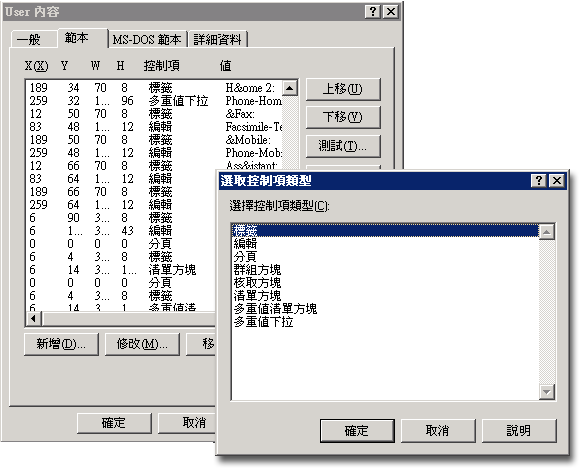 User 內容
一般 範本 MS-DOS 範本 詳細資料
X(X) Y W H 控制項 值
189 34 70 8 標籤 H&ome 2:
259 32 1... 96 多重值下拉 Phone-Hom
12 50 70 8 標籤 &Fax:
83 48 1... 12 編輯 Facsimile-Te
189 50 70 8 標籤 &Mobile:
259 48 1... 12 編輯 Phone-Mob
12 66 70 8 標籤 Ass&istant:
83 64 1... 12 編輯
189 66 70 8 標籤
259 64 1... 12 編輯
6 90 3... 8 標籤
6 1... 3... 43 編輯
0 0 0 0 分頁
6 4 3... 8 標籤
6 14 3... 1... 清單方塊
0 0 0 0 分頁
6 4 3... 8 標籤
6 14 3 1 多重值清
上移(U)
下移(Y)
測試(T)...
新增(D)... 修改(M)... 移
確定 取消
選取控制項類型
選擇控制項類型(C):
標籤
編輯
分頁
群組方塊
核取方塊
清單方塊
多重值清單方塊
多重值下拉
確定 取消 說明